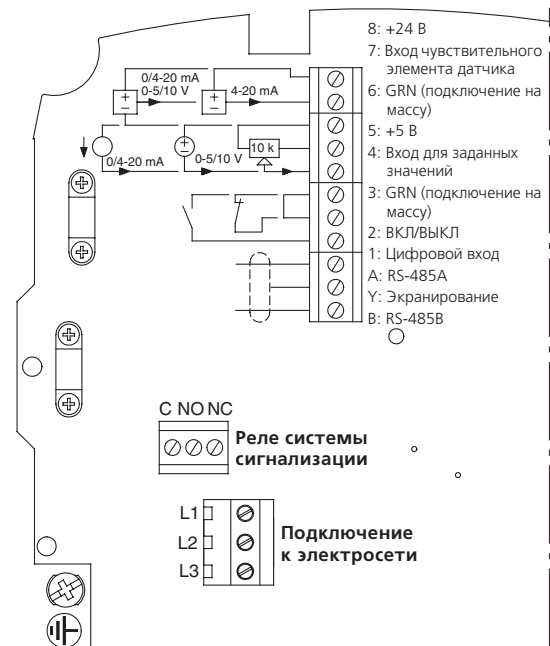 8: +24 В
7: Вход чувствительного
элемента датчика
6: GRN (подключение на
массу)
5: +5 В
4: Вход для заданных
значений
3: GRN (подключение на
массу)
2: ВКЛ/ВЫКЛ
1: Цифровой вход
A: RS-485A
Y: Экранирование
B: RS-485B
0/4-20 mA
0-5/10 V
4-20 mA
10 k
0/4-20 mA
0-5/10 V
C NO NC
Реле системы
сигнализации
L1
L2
L3
Подключение
к электросети